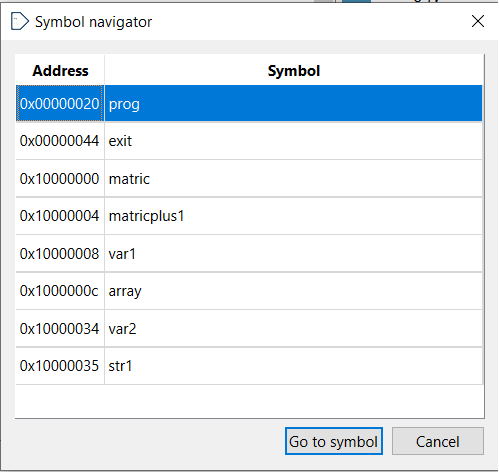 Symbol navigator
Address Symbol
0x00000020 prog
0x00000044 exit
0x10000000 matric
0x10000004 matricplus1
0x10000008 var1
0x1000000c array
0x10000034 var2
0x10000035 str1
Go to symbol Cancel